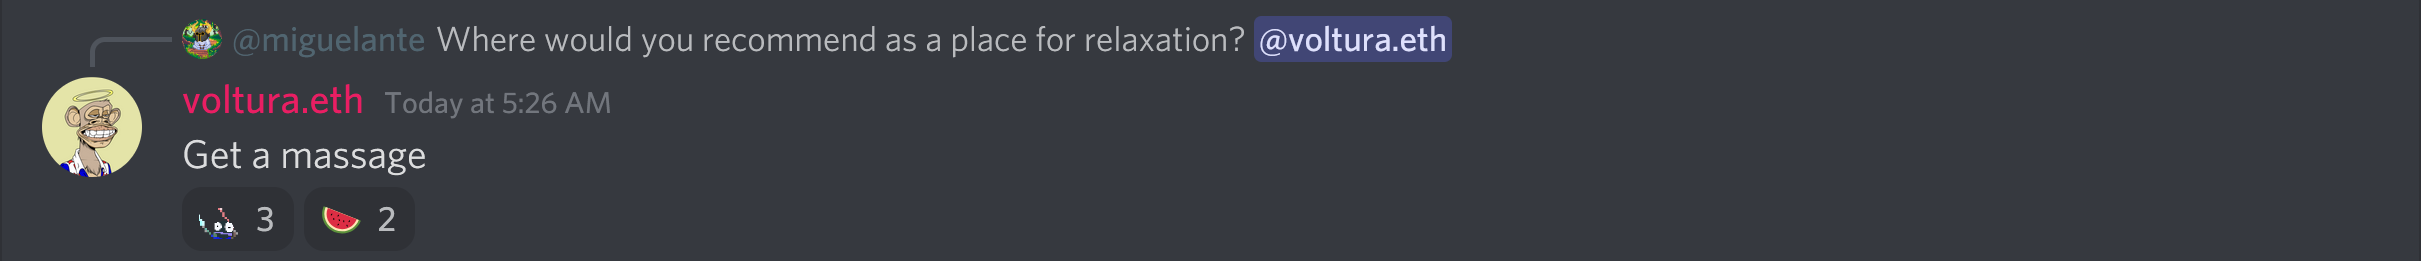 @miguelante Where would you recommend as a place for relaxation? @voltura.eth
voltura.eth Today at 5:26 AM
Get a massage
3 2